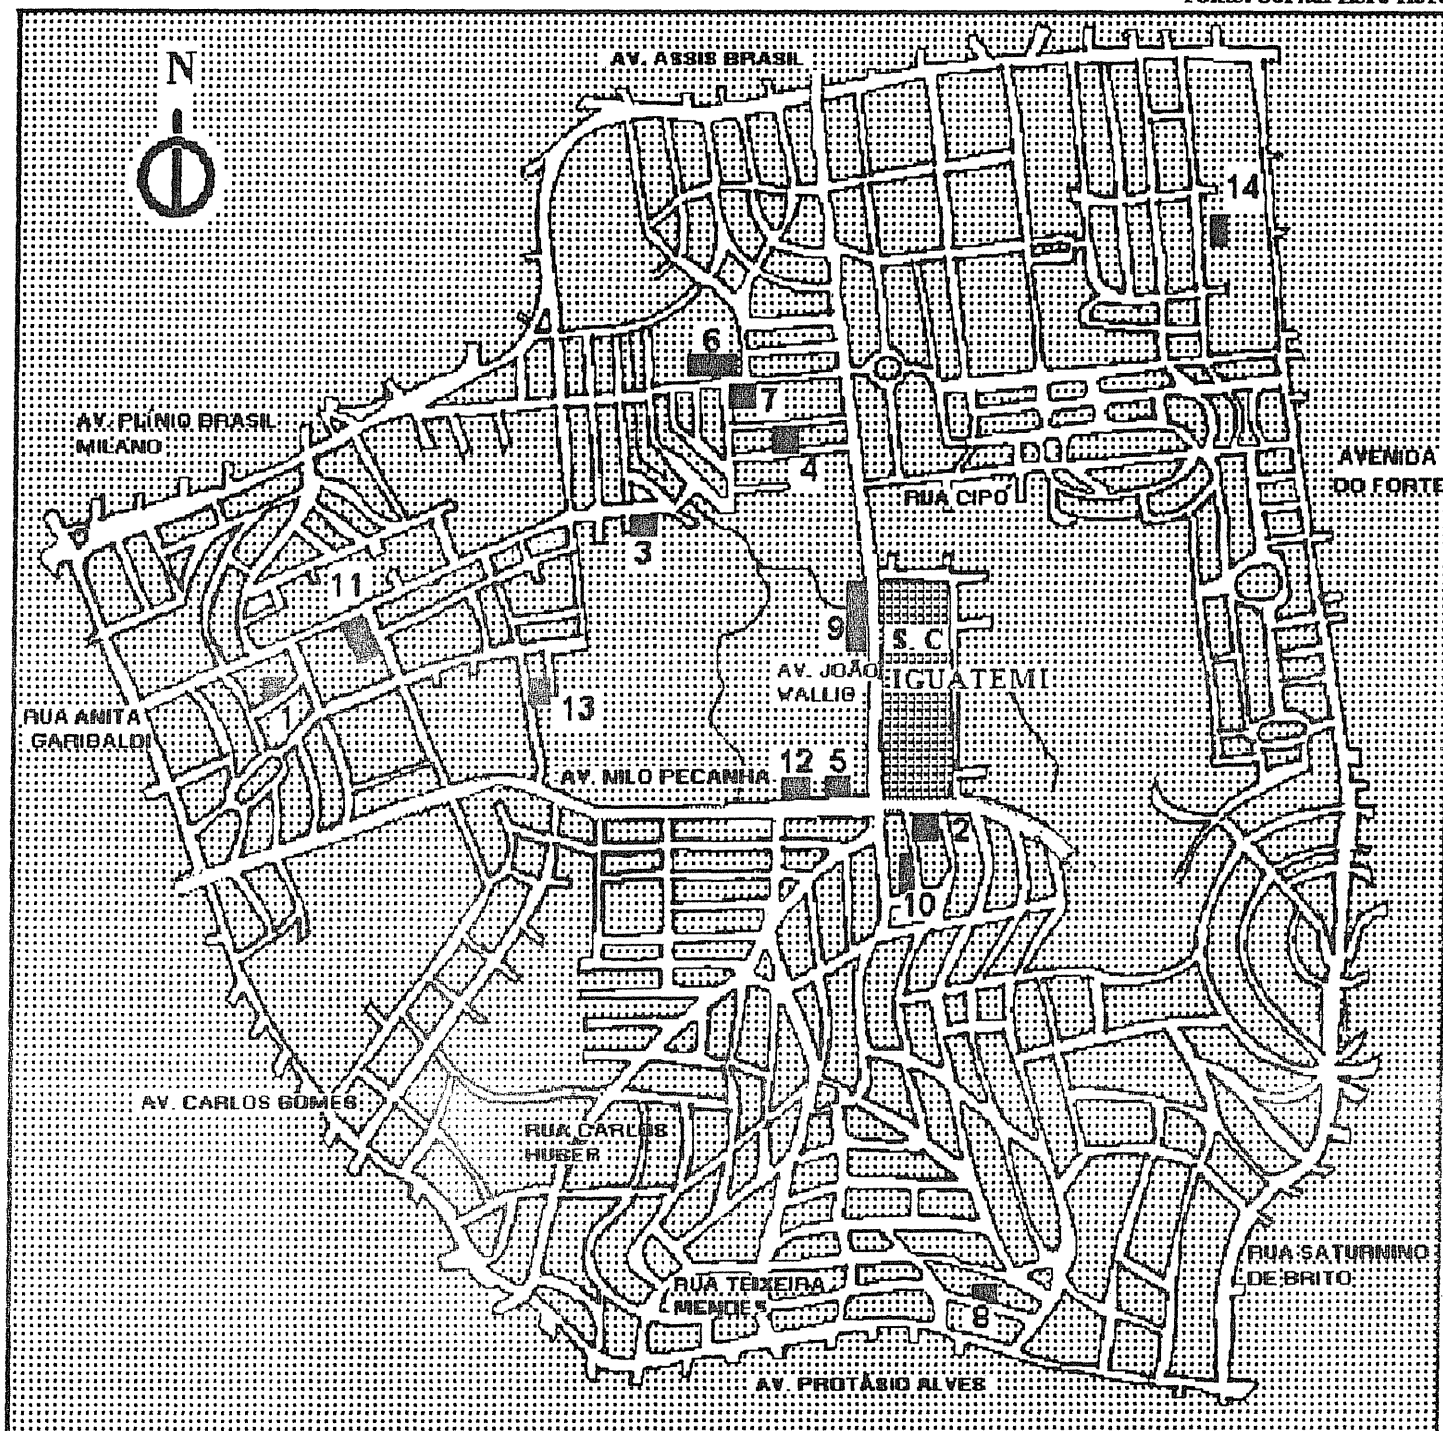 N
AV. ASSIS BRASIL
14
6
7
AV. PLÍNIO BRASIL
MILANO
4
AVENIDA
DO FORTE
RUA CIPO
3
11
9
S. C
IGUATEMI
AV. JOÃO
WALLIG
1
13
RUA ANITA
GARIBALDI
12 5
AV. NILO PECANHA
2
10
AV. CARLOS GOMES
RUA CARLOS
HUBER
RUA SATURNINO
DE BRITO
RUA TEIXEIRA
MENDES
8
AV. PROTÁSIO ALVES